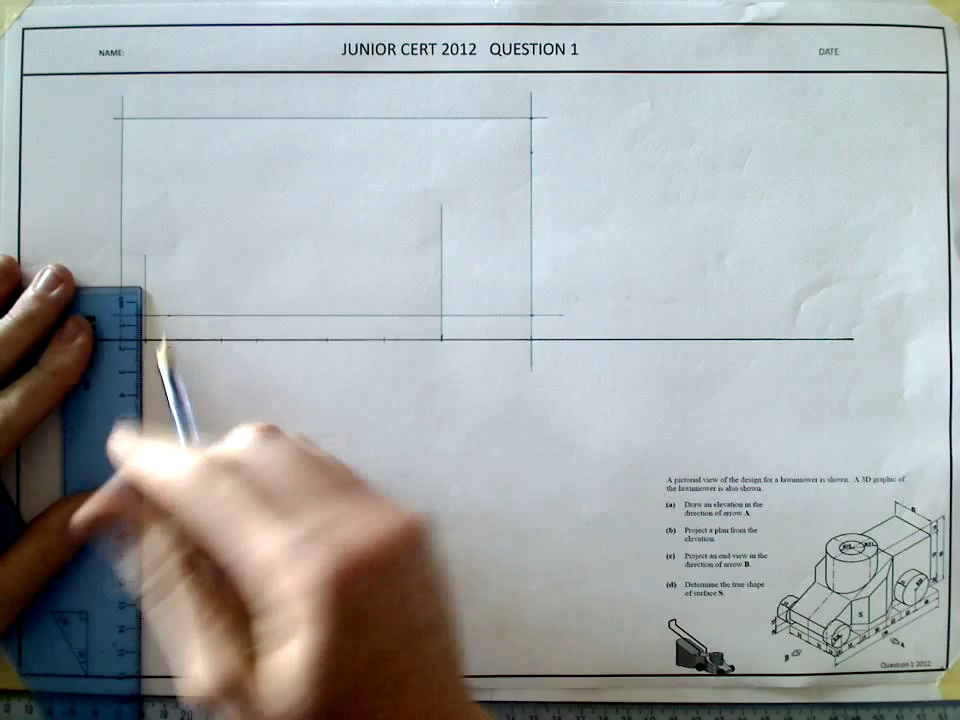 NAME:
JUNIOR CERT 2012 QUESTION 1
DATE
A pictorial view of the design for a lawnmower is shown. A 3D graphic of
the lawnmower is also shown.
(a) Draw an elevation in the
direction of arrow A.
(b) Project a plan from the
elevation.
(c) Project an end view in the
direction of arrow B.
(d) Determine the true shape
of surface S.
S
A
B
Question 1 2012
20